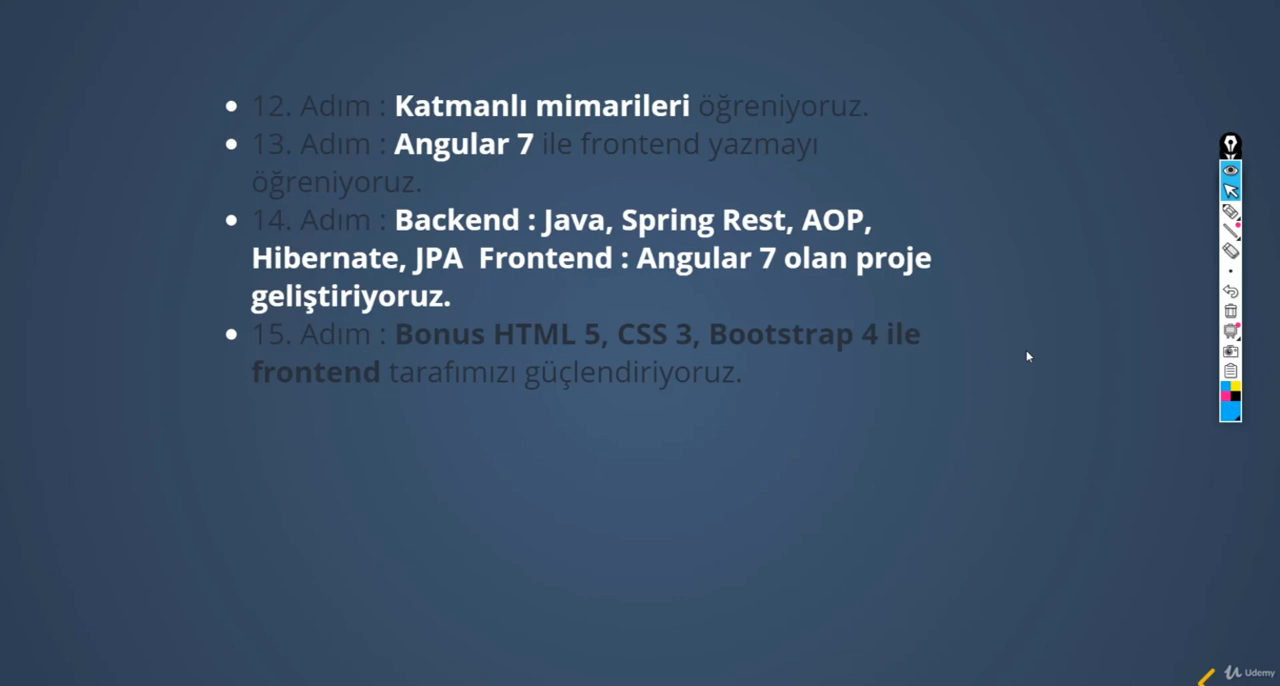 12. Adım : Katmanlı mimarileri öğreniyoruz.
13. Adım : Angular 7 ile frontend yazmayı
öğreniyoruz.
14. Adım : Backend : Java, Spring Rest, AOP,
Hibernate, JPA  Frontend : Angular 7 olan proje
geliştiriyoruz.
15. Adım : Bonus HTML 5, CSS 3, Bootstrap 4 ile
frontend tarafımızı güçlendiriyoruz.
Udemy